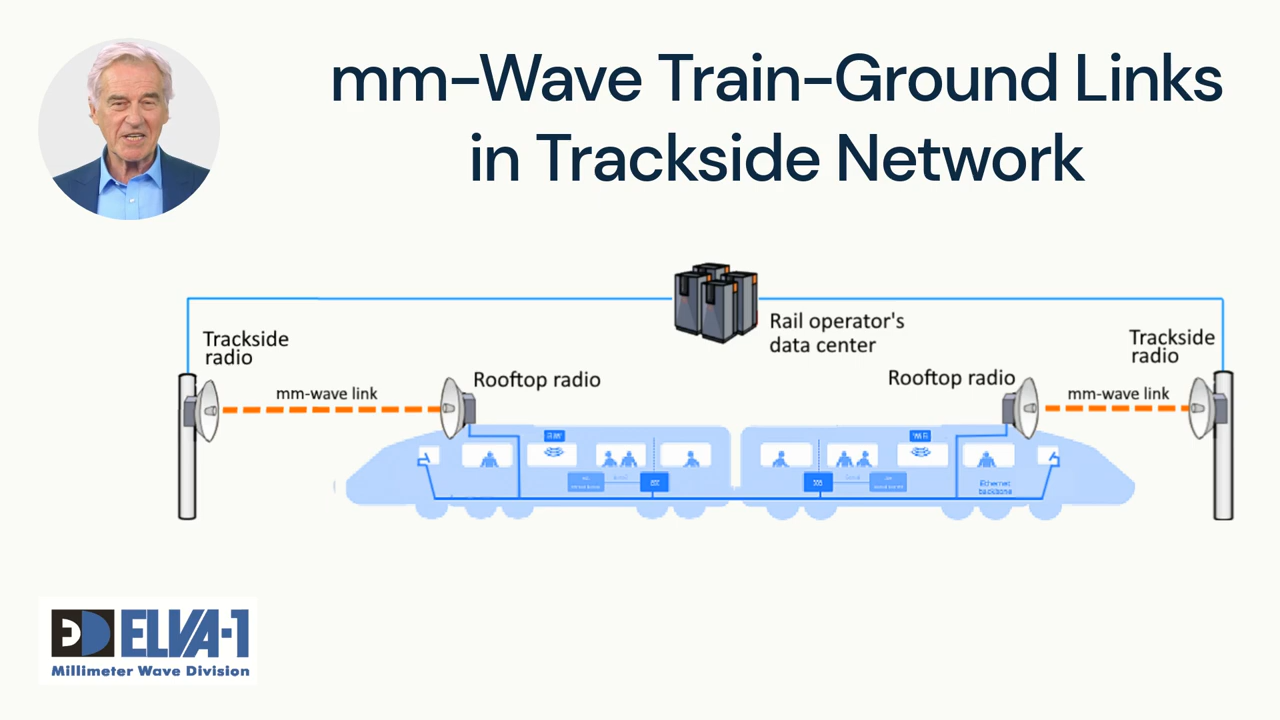 mm-Wave Train-Ground Links
in Trackside Network
Rail operator's
data center
Trackside
radio
Trackside
radio
Rooftop radio
Rooftop radio
mm-wave link
mm-wave link
Ethernet
backbone
ELVA-1
Millimeter Wave Division